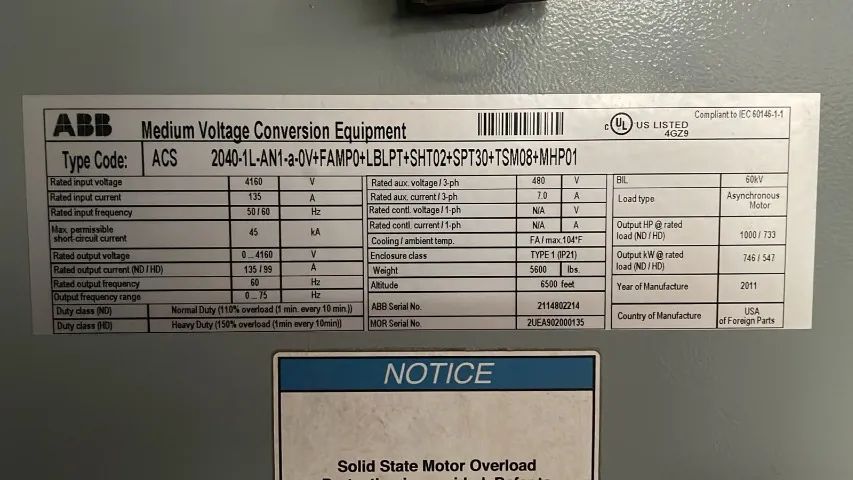 ABB Medium Voltage Conversion Equipment
c UL US LISTED 4GZ9
Compliant to IEC 60146-1-1
Type Code: ACS 2040-1L-AN1-a-0V+FAMP0+LBLPT+SHT02+SPT30+TSM08+MHP01
Rated input voltage 4160 V
Rated input current 135 A
Rated input frequency 50 / 60 Hz
Max. permissible short-circuit current 45 kA
Rated output voltage 0 ... 4160 V
Rated output current (ND / HD) 135 / 99 A
Rated output frequency 60 Hz
Output frequency range 0 ... 75 Hz
Duty class (ND) Normal Duty (110% overload (1 min. every 10 min.))
Duty class (HD) Heavy Duty (150% overload (1min. every 10min))
Rated aux. voltage / 3-ph 480 V
Rated aux. current / 3-ph 7.0 A
Rated contl. voltage / 1-ph N/A V
Rated contl. current / 1-ph N/A A
Cooling / ambient temp. FA / max.104°F
Enclosure class TYPE 1 (IP21)
Weight 5600 lbs.
Altitude 6500 feet
ABB Serial No. 2114802214
MOR Serial No. 2UEA902000135
BIL 60kV
Load type Asynchronous Motor
Output HP @ rated load (ND / HD) 1000 / 733
Output kW @ rated load (ND / HD) 746 / 547
Year of Manufacture 2011
Country of Manufacture USA of Foreign Parts
NOTICE
Solid State Motor Overload